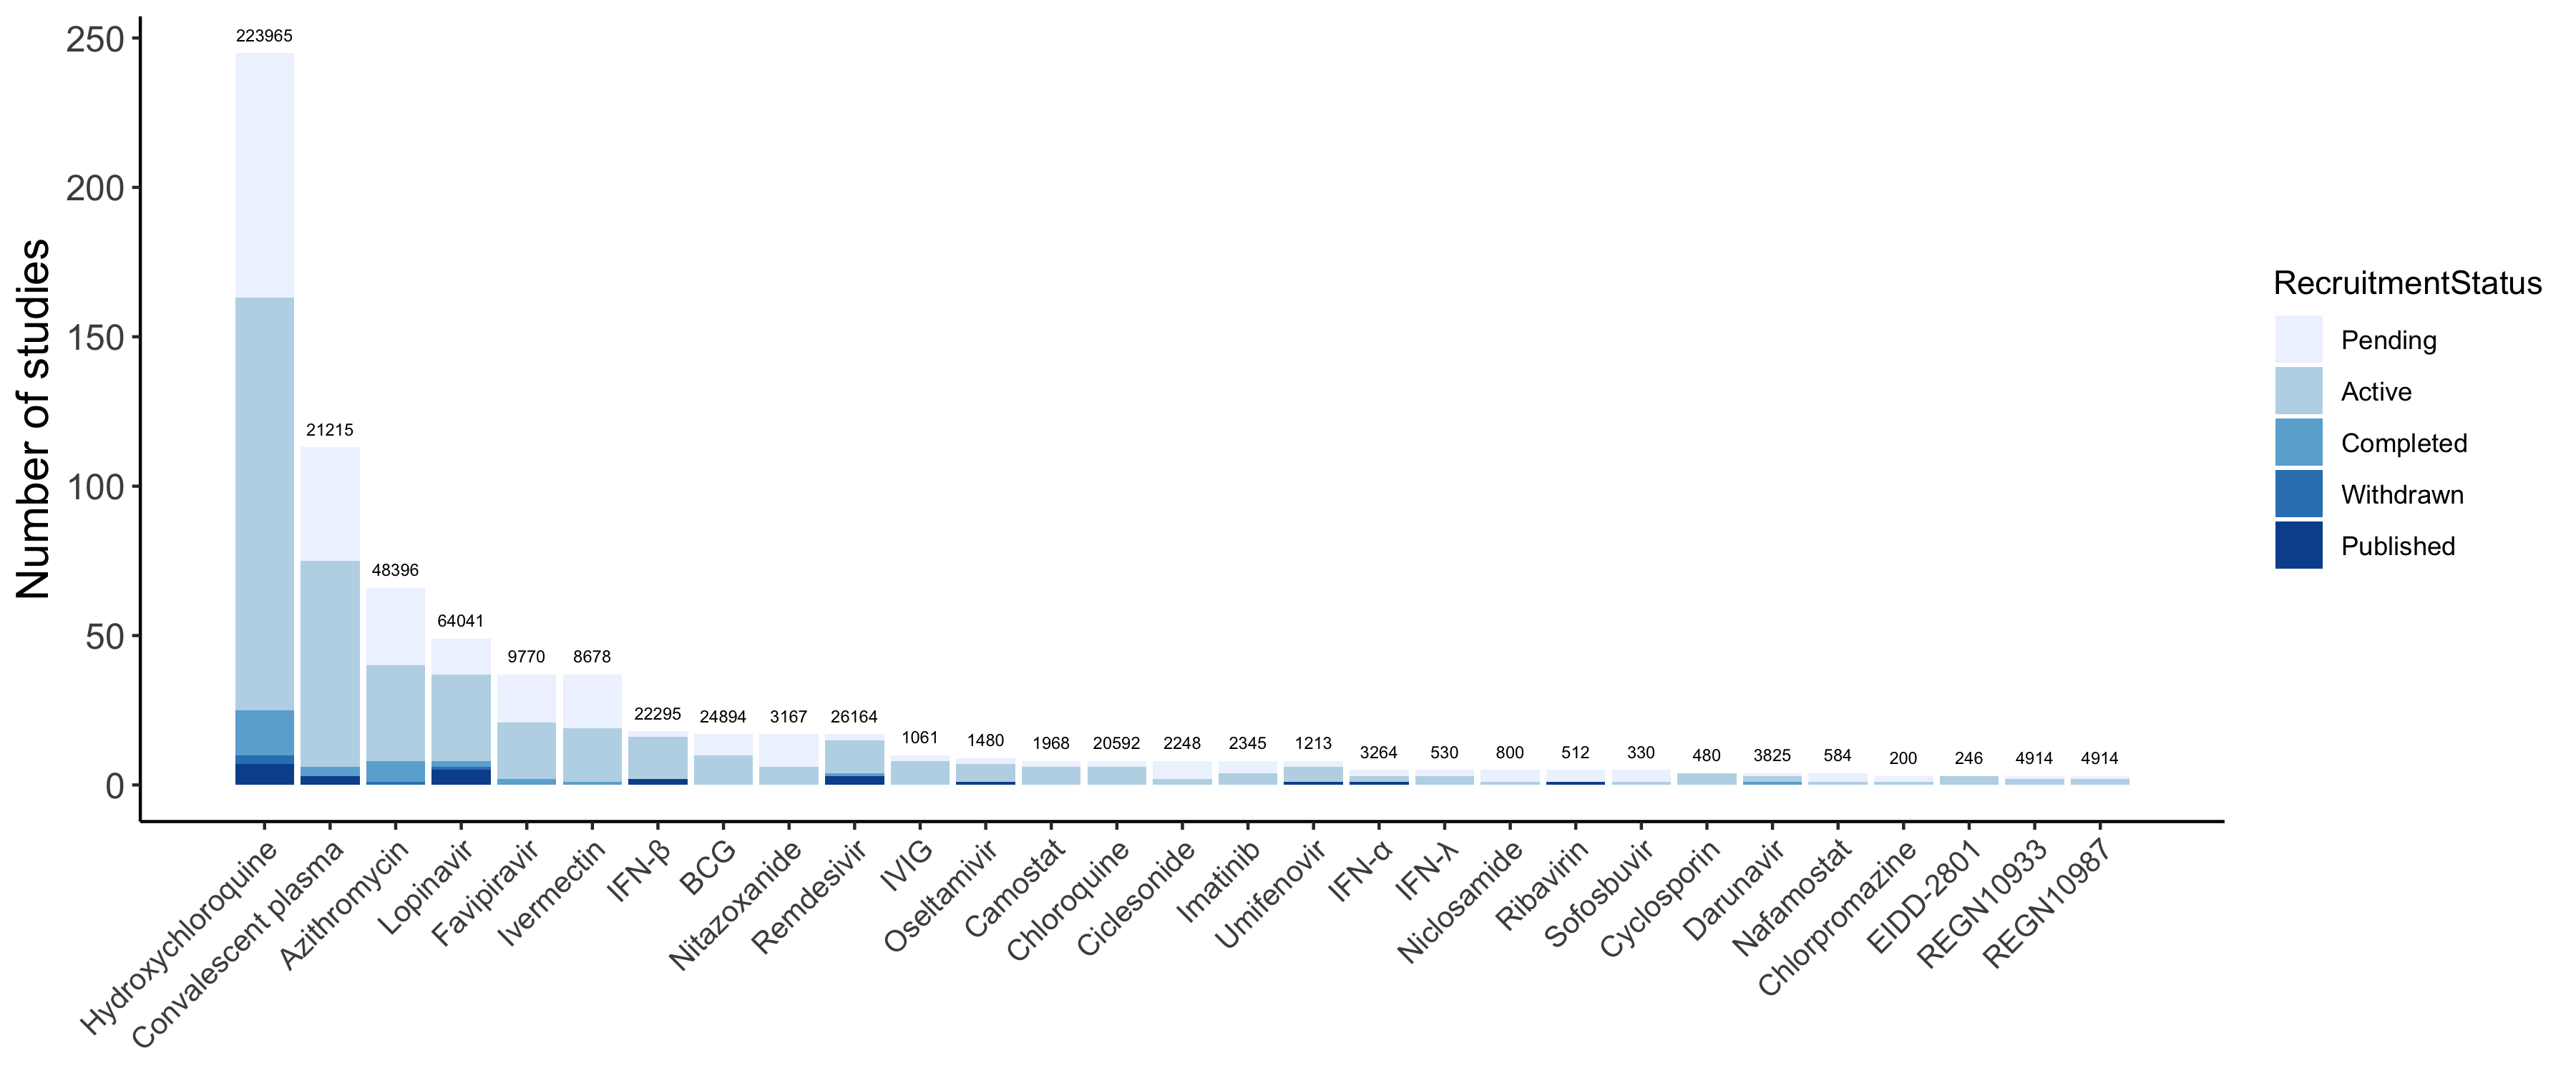 Number of studies
250
200
150
100
50
0
223965
21215
48396
64041
9770
8678
22295
24894
3167
26164
1061
1480
1968
20592
2248
2345
1213
3264
530
800
512
330
480
3825
584
200
246
4914
4914
Hydroxychloroquine
Convalescent plasma
Azithromycin
Lopinavir
Favipiravir
Ivermectin
IFN-β
BCG
Nitazoxanide
Remdesivir
IVIG
Oseltamivir
Camostat
Chloroquine
Ciclesonide
Imatinib
Umifenovir
IFN-α
IFN-λ
Niclosamide
Ribavirin
Sofosbuvir
Cyclosporin
Darunavir
Nafamostat
Chlorpromazine
EIDD-2801
REGN10933
REGN10987
RecruitmentStatus
Pending
Active
Completed
Withdrawn
Published